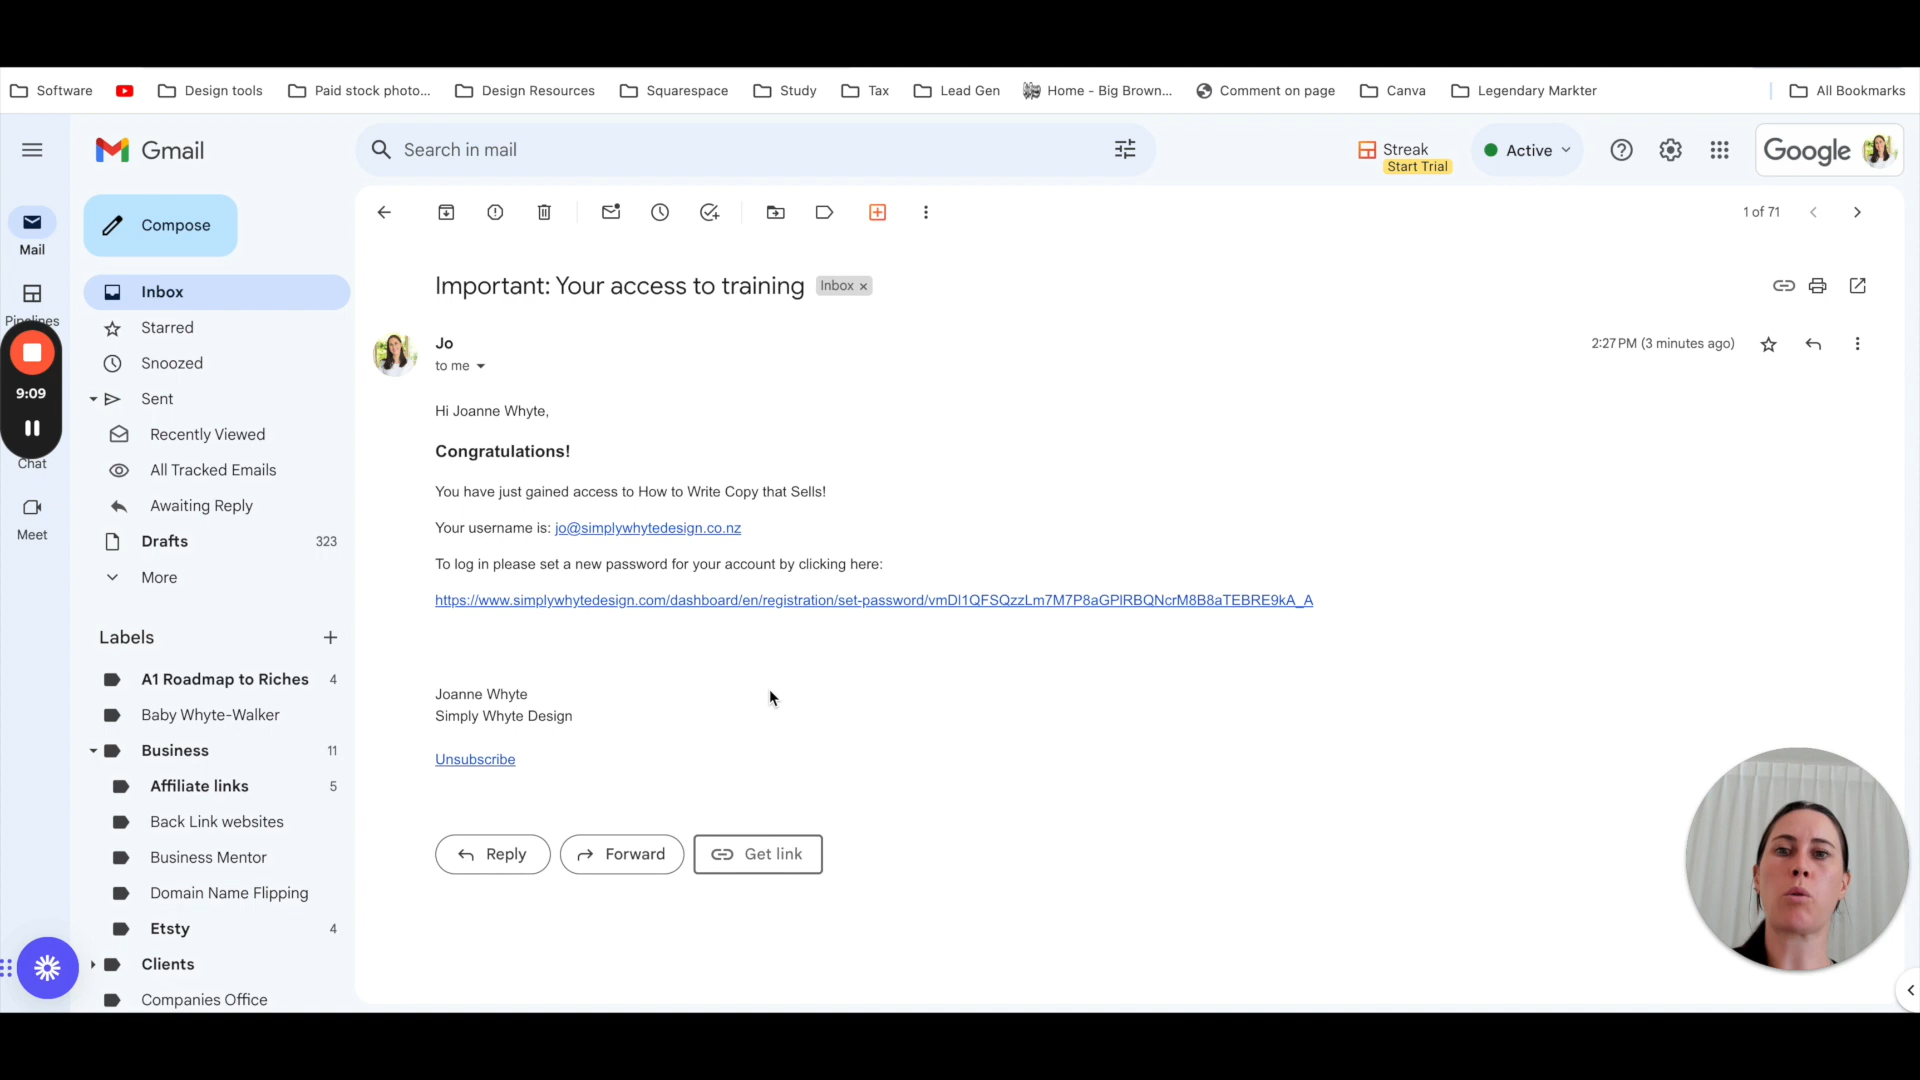 Software
Design tools
Paid stock photo...
Design Resources
Squarespace
Study
Tax
Lead Gen
Home - Big Brown...
Comment on page
Canva
Legendary Markter
All Bookmarks
Gmail
Search in mail
Streak
Start Trial
Active
Google
Compose
1 of 71
Mail
Inbox
Important: Your access to training
Inbox ×
Pipelines
Starred
Jo
to me
2:27 PM (3 minutes ago)
Snoozed
9:09
Sent
Hi Joanne Whyte,
Recently Viewed
Congratulations!
Chat
All Tracked Emails
You have just gained access to How to Write Copy that Sells!
Awaiting Reply
Your username is: jo@simplywhytedesign.co.nz
Meet
Drafts 323
To log in please set a new password for your account by clicking here:
More
https://www.simplywhytedesign.com/dashboard/en/registration/set-password/vmDl1QFSQzzLm7M7P8aGPlRBQNcrM8B8aTEBRE9kA_A
Labels
A1 Roadmap to Riches 4
Joanne Whyte
Baby Whyte-Walker
Simply Whyte Design
Business 11
Unsubscribe
Affiliate links 5
Back Link websites
Reply
Forward
Get link
Business Mentor
Domain Name Flipping
Etsty 4
Clients
Companies Office